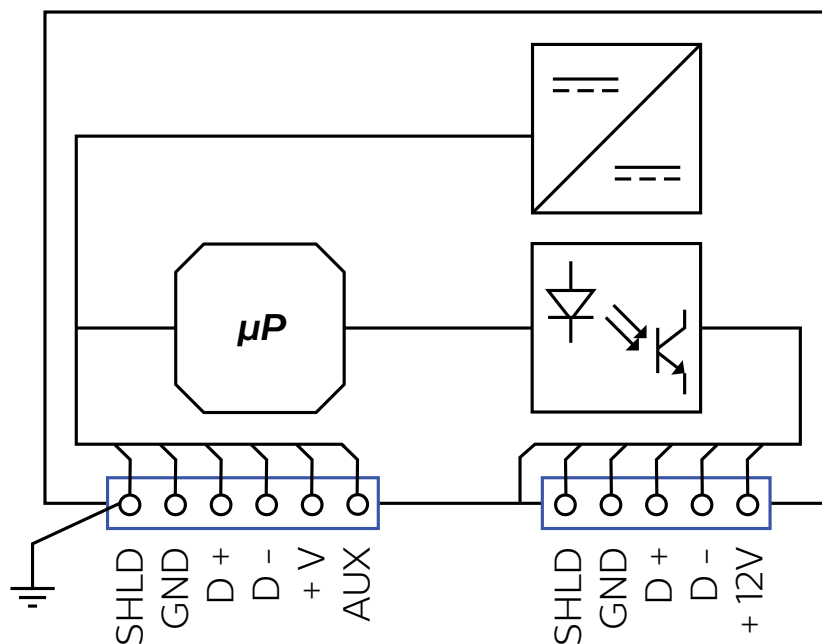 µP
SHLD
GND
D +
D –
+ V
AUX
SHLD
GND
D +
D –
+ 12V